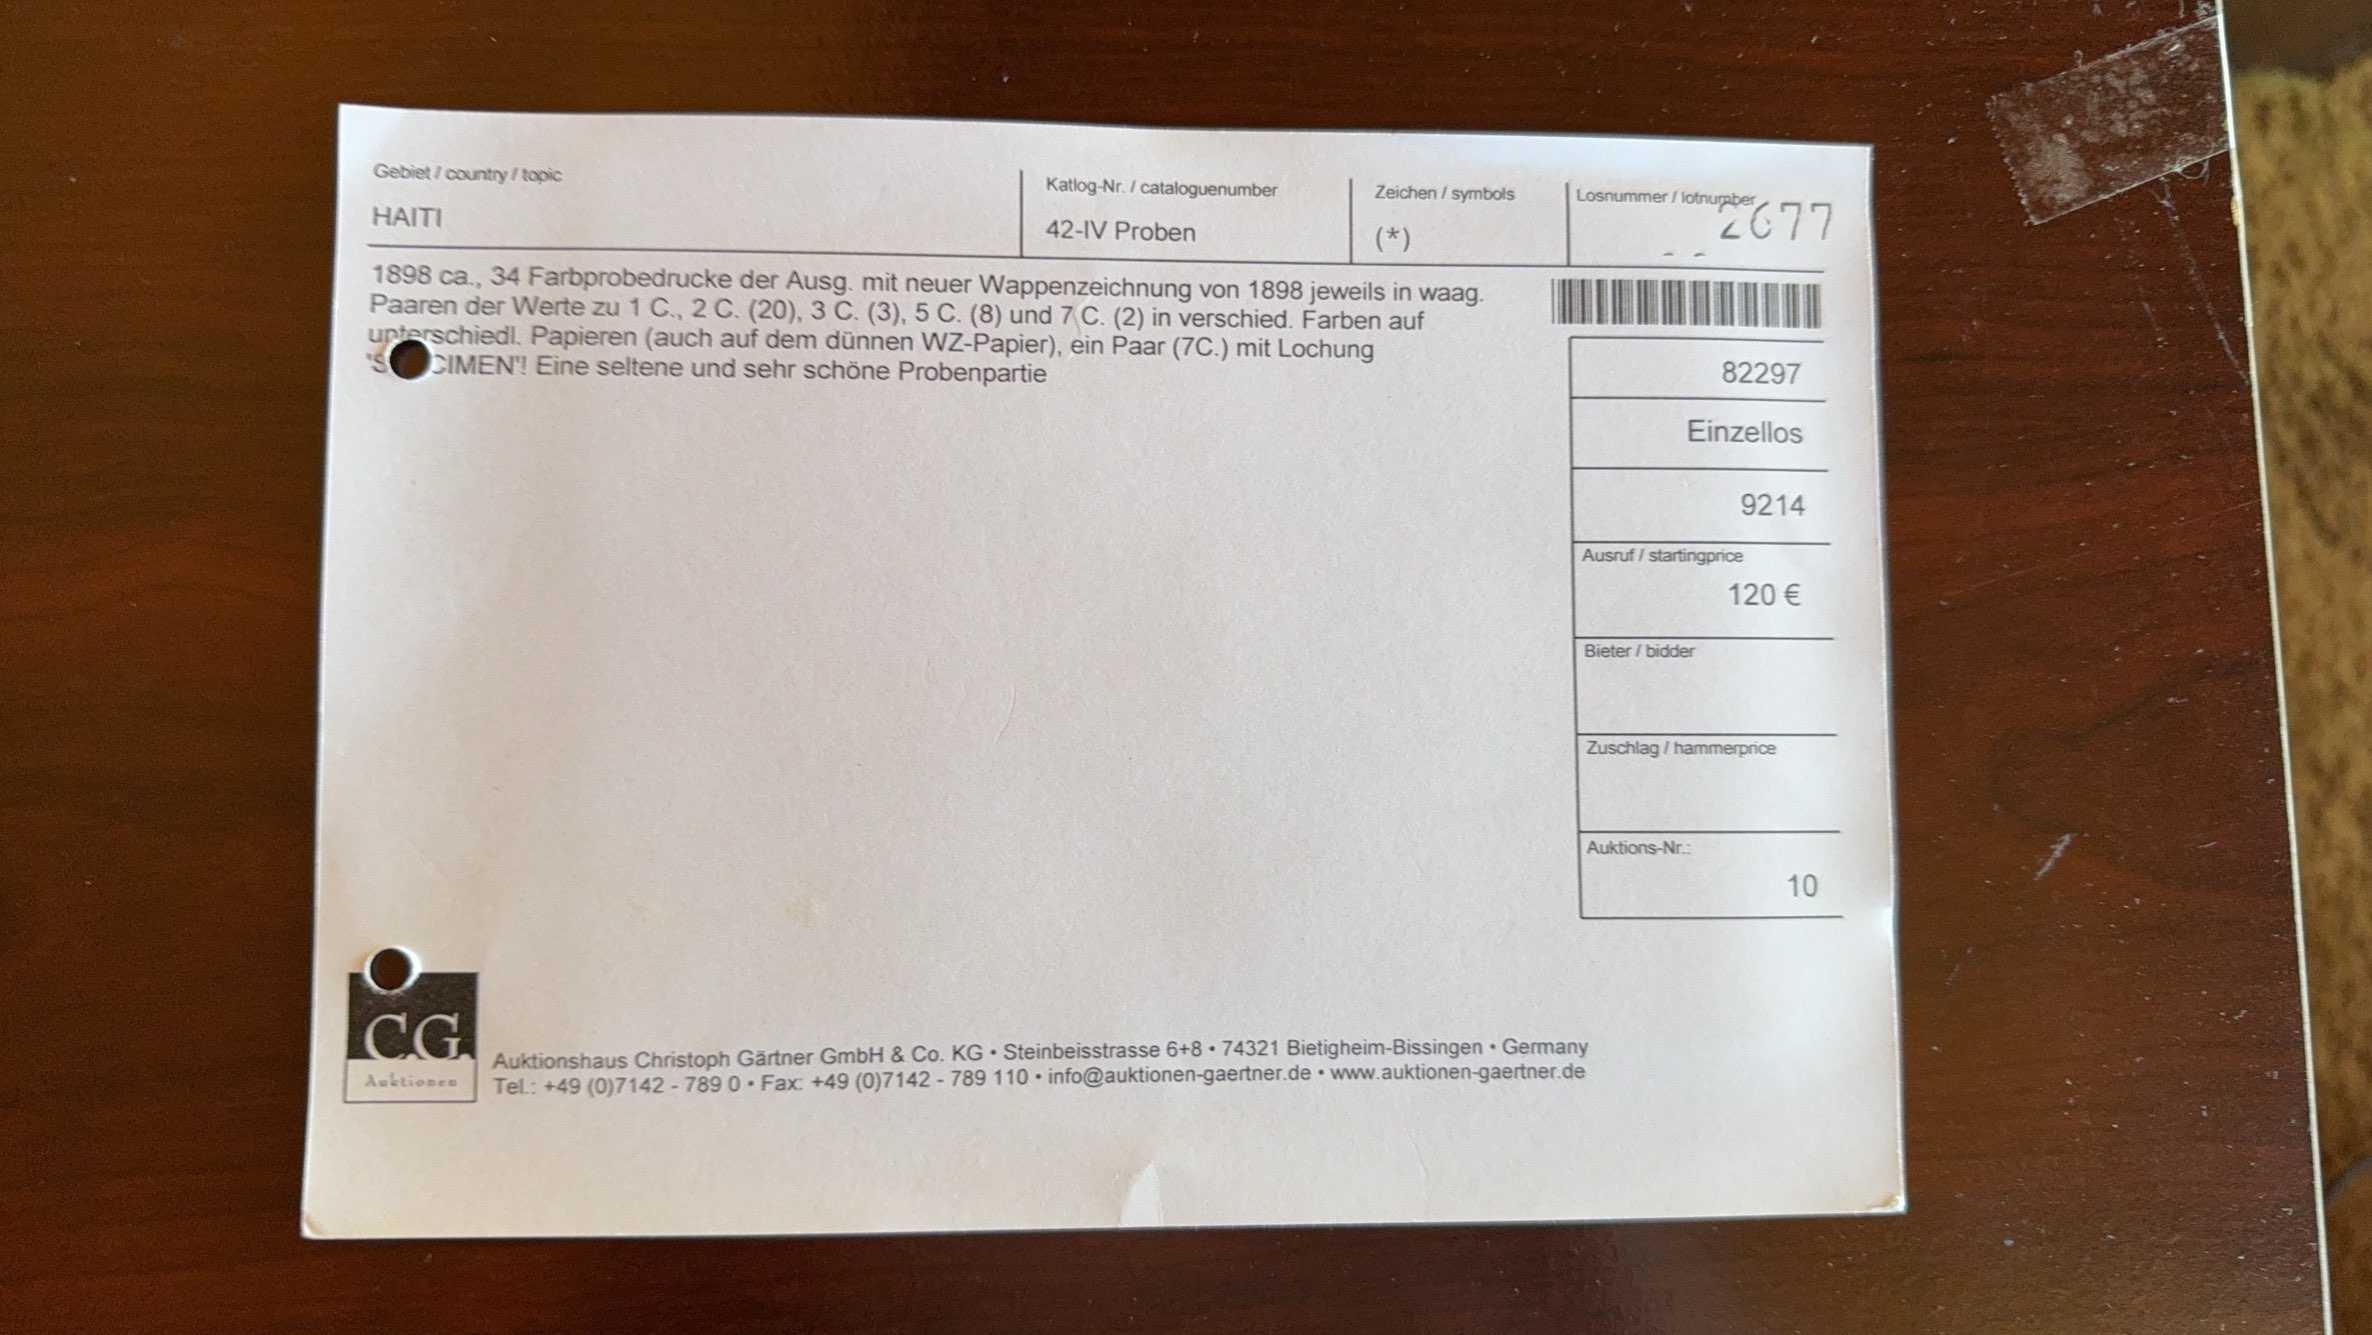 Gebiet / country / topic
HAITI
Katlog-Nr. / cataloguenumber
42-IV Proben
Zeichen / symbols
(*)
Losnummer / lotnumber
2677
1898 ca., 34 Farbprobedrucke der Ausg. mit neuer Wappenzeichnung von 1898 jeweils in waag.
Paaren der Werte zu 1 C., 2 C. (20), 3 C. (3), 5 C. (8) und 7 C. (2) in verschied. Farben auf
unterschiedl. Papieren (auch auf dem dünnen WZ-Papier), ein Paar (7C.) mit Lochung
'S CIMEN'! Eine seltene und sehr schöne Probenpartie
82297
Einzellos
9214
Ausruf / startingprice
120 €
Bieter / bidder
Zuschlag / hammerprice
Auktions-Nr.:
10
C.G.
Auktionen
Auktionshaus Christoph Gärtner GmbH & Co. KG • Steinbeisstrasse 6+8 • 74321 Bietigheim-Bissingen • Germany
Tel.: +49 (0)7142 - 789 0 • Fax: +49 (0)7142 - 789 110 • info@auktionen-gaertner.de • www.auktionen-gaertner.de